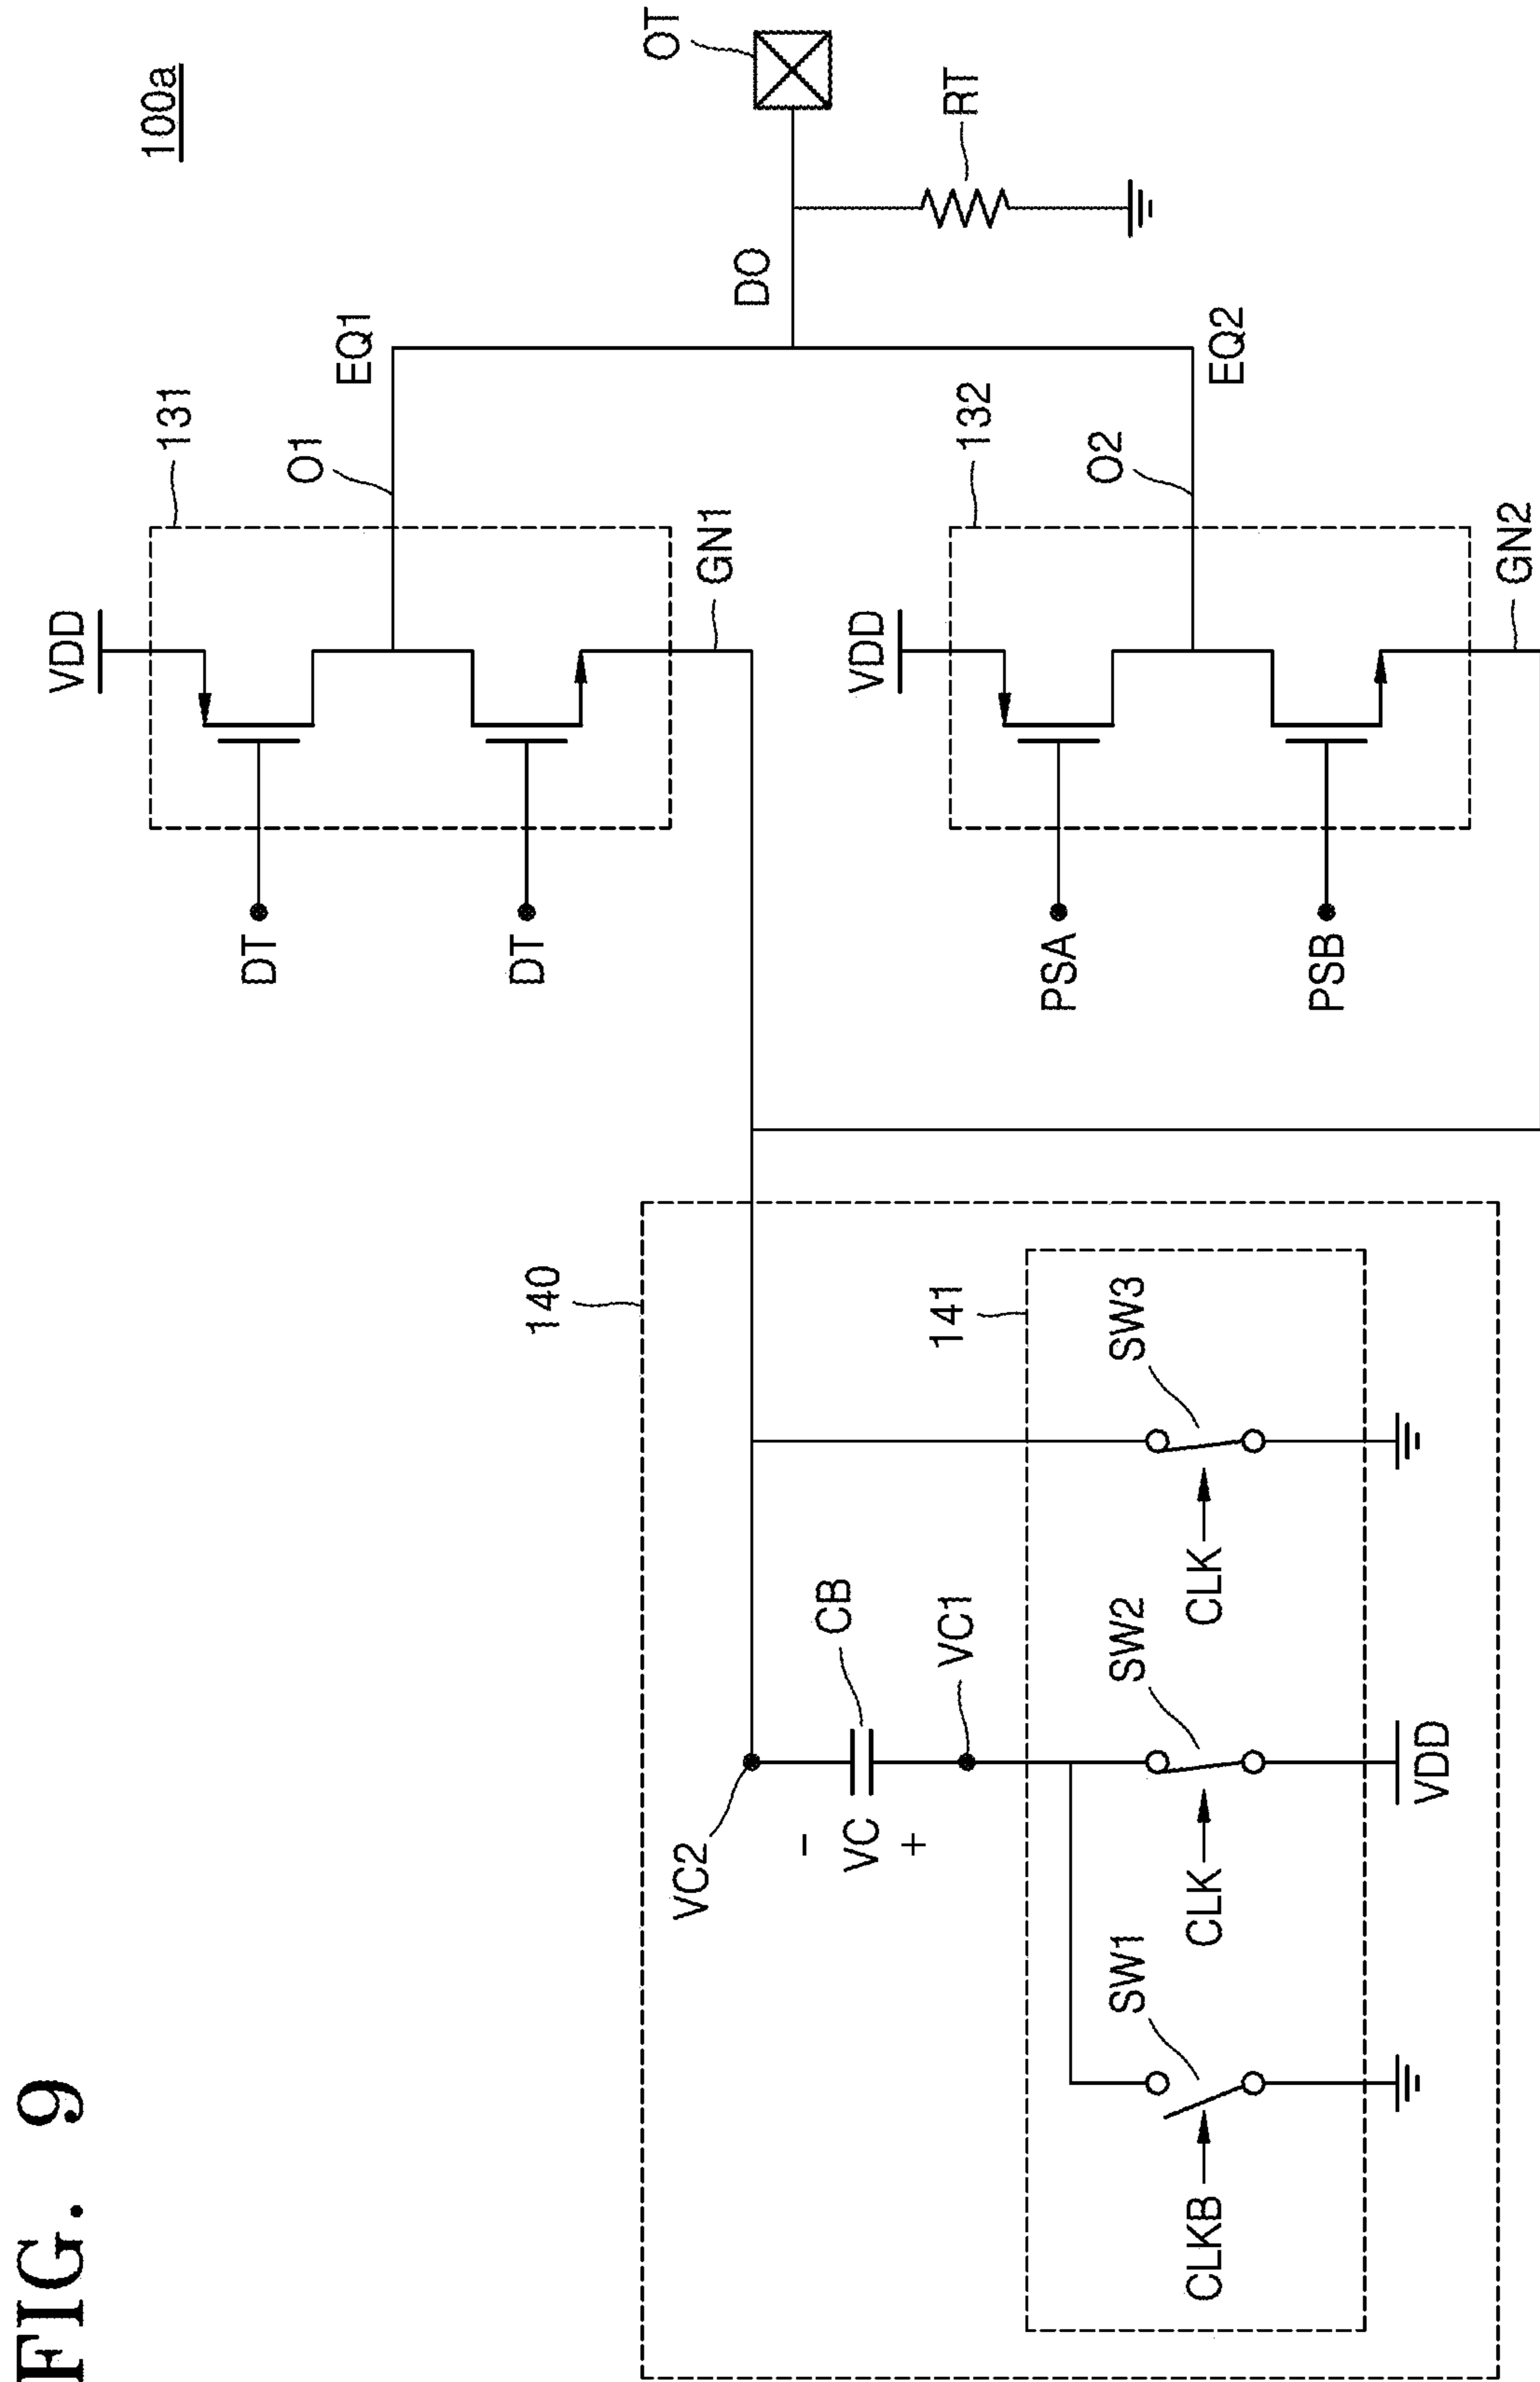 FIG. 9
100a
VDD
131
EQ1
O1
DT
DT
GN1
DO
OT
RT
VDD
132
O2
EQ2
PSA
PSB
GN2
140
VC2
-
VC
+
CB
VC1
141
SW1
SW2
SW3
CLKB
CLK
CLK
VDD